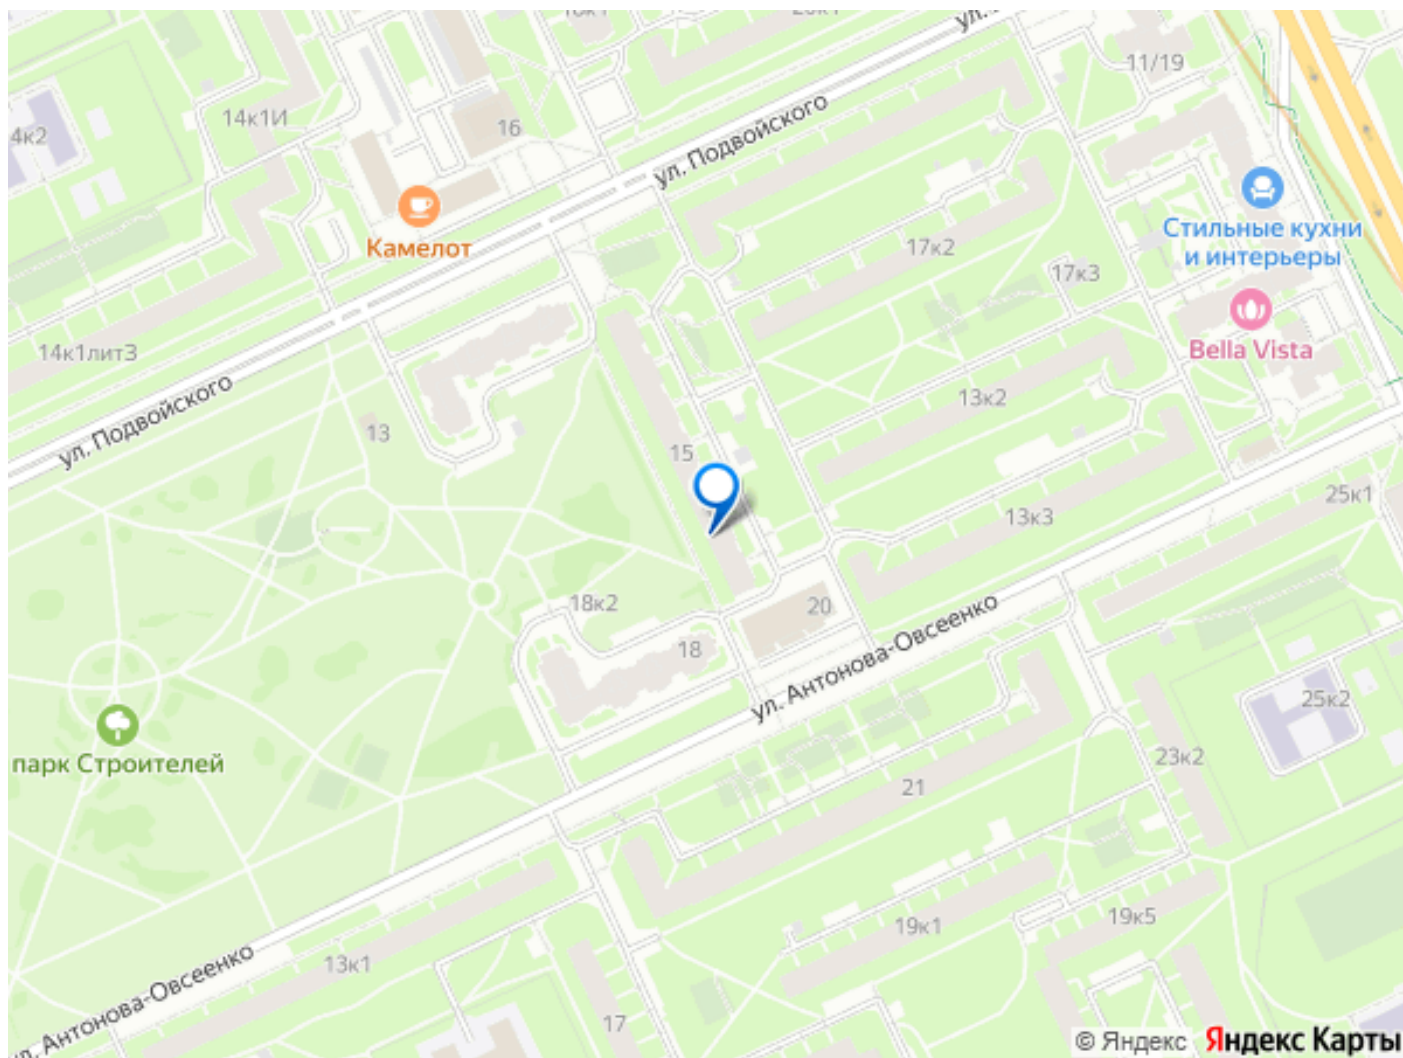 11/19
14к1И
16
4к2
ул. Подвойского
Камелот
Стильные кухни
и интерьеры
17к2
17к3
14к1литЗ
Bella Vista
ул. Подвойского
13к2
13
15
25к1
13к3
18к2
20
18
ул. Антонова-Овсеенко
25к2
парк Строителей
23к2
21
19к5
19к1
13к1
ул. Антонова-Овсеенко
17
© Яндекс Яндекс Карты